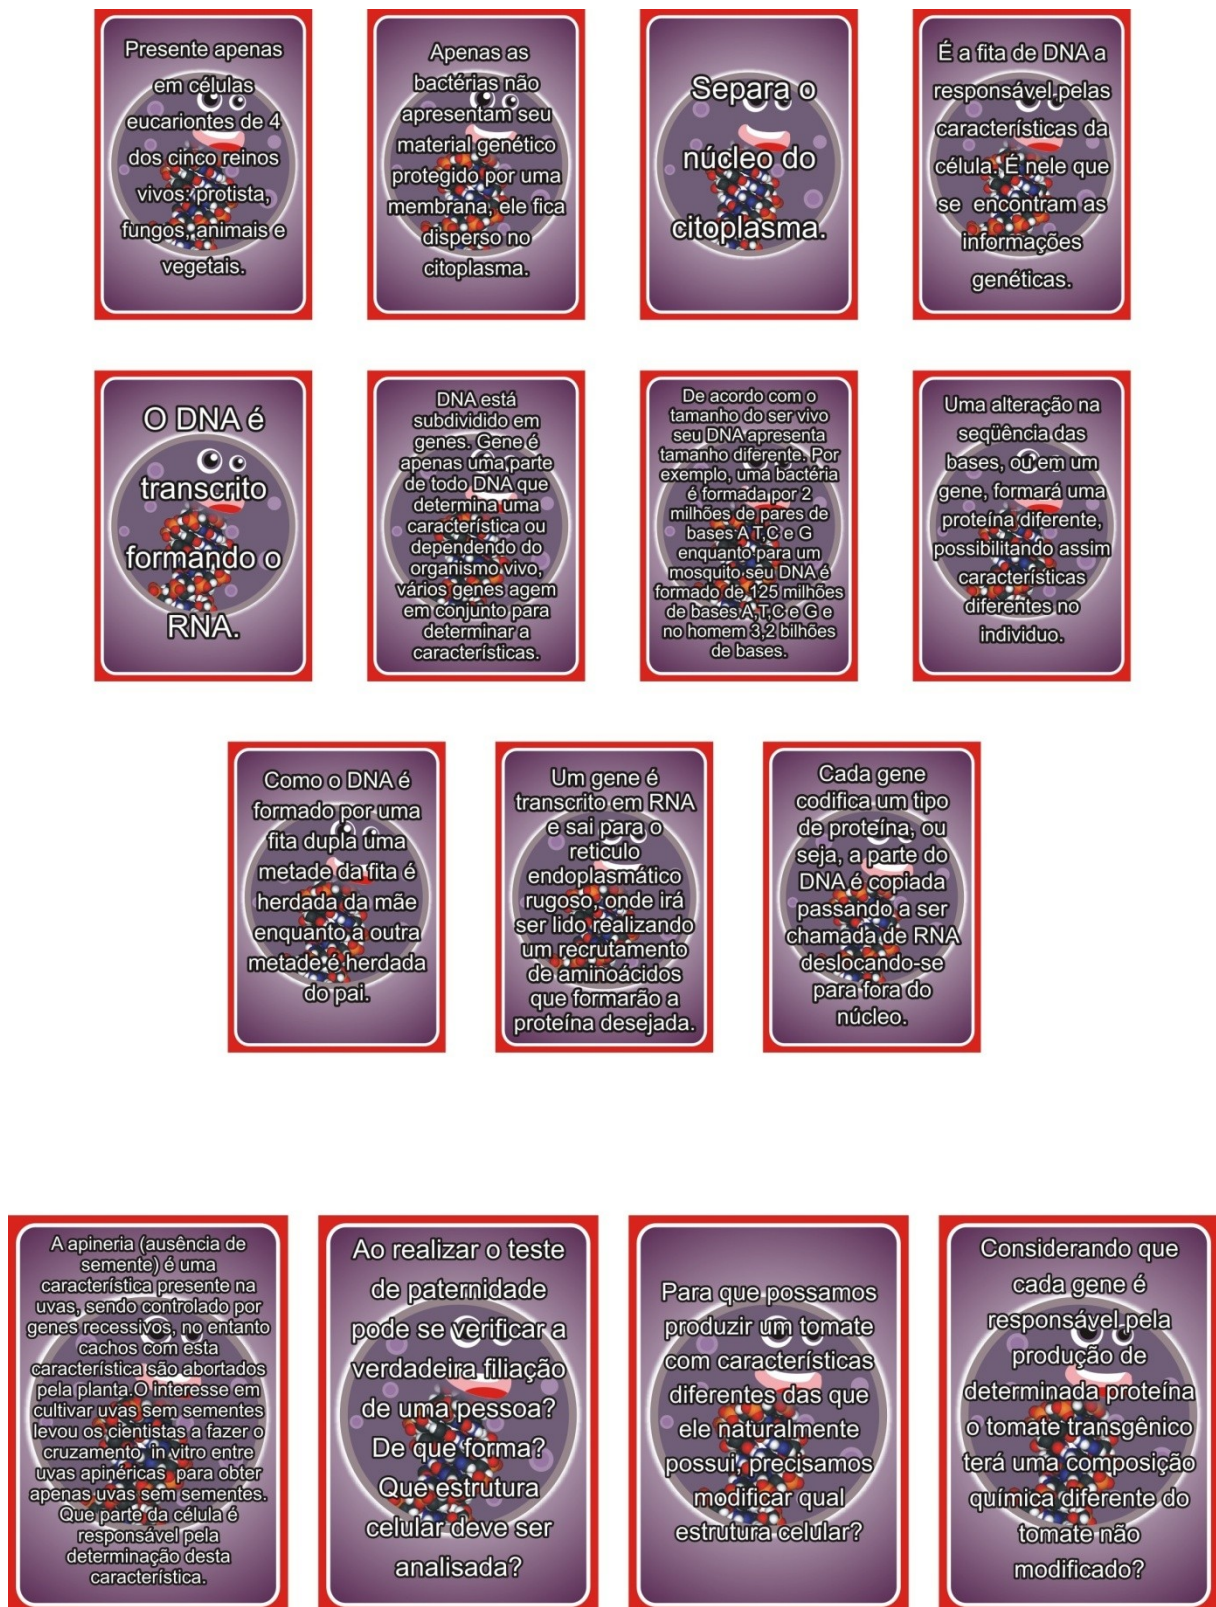 Presente apenas
em células
eucariontes de 4
dos cinco reinos
vivos: protista,
fungos, animais e
vegetais.
Apenas as
bactérias não
apresentam seu
material genético
protegido por uma
membrana, ele fica
disperso no
citoplasma.
Separa o
núcleo do
citoplasma.
É a fita de DNA a
responsável pelas
características da
célula. É nele que
se encontram as
informações
genéticas.
O DNA é
transcrito
formando o
RNA.
DNA está
subdividido em
genes. Gene é
apenas uma parte
de todo DNA que
determina uma
característica ou
dependendo do
organismo vivo,
vários genes agem
em conjunto para
determinar a
características.
De acordo com o
tamanho do ser vivo
seu DNA apresenta
tamanho diferente. Por
exemplo, uma bactéria
é formada por 2
milhões de pares de
bases A T,C e G
enquanto para um
mosquito seu DNA é
formado de 125 milhões
de bases A,T,C e G e
no homem 3,2 bilhões
de bases.
Uma alteração na
seqüência das
bases, ou em um
gene, formará uma
proteína diferente,
possibilitando assim
características
diferentes no
individuo.
Como o DNA é
formado por uma
fita dupla uma
metade da fita é
herdada da mãe
enquanto a outra
metade é herdada
do pai.
Um gene é
transcrito em RNA
e sai para o
retículo
endoplasmático
rugoso, onde irá
ser lido realizando
um recrutamento
de aminoácidos
que formarão a
proteína desejada.
Cada gene
codifica um tipo
de proteína, ou
seja, a parte do
DNA é copiada
passando a ser
chamada de RNA
deslocando-se
para fora do
núcleo.
A apineria (ausência de
semente) é uma
característica presente na
uvas, sendo controlado por
genes recessivos, no entanto
cachos com esta
característica são abortados
pela planta.O interesse em
cultivar uvas sem sementes
levou os cientistas a fazer o
cruzamento in vitro entre
uvas apinéricas para obter
apenas uvas sem sementes.
Que parte da célula é
responsável pela
determinação desta
característica.
Ao realizar o teste
de paternidade
pode se verificar a
verdadeira filiação
de uma pessoa?
De que forma?
Que estrutura
celular deve ser
analisada?
Para que possamos
produzir um tomate
com características
diferentes das que
ele naturalmente
possui, precisamos
modificar qual
estrutura celular?
Considerando que
cada gene é
responsável pela
produção de
determinada proteína
o tomate transgênico
terá uma composição
química diferente do
tomate não
modificado?